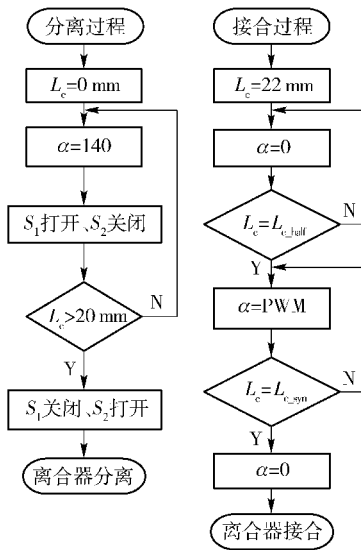 分离过程
L_c=0 mm
α=140
S_1打开、S_2关闭
L_c>20 mm
N
Y
S_1关闭、S_2打开
离合器分离
接合过程
L_c=22 mm
α=0
L_c=L_c_half
N
Y
α=PWM
L_c=L_c_syn
N
Y
α=0
离合器接合